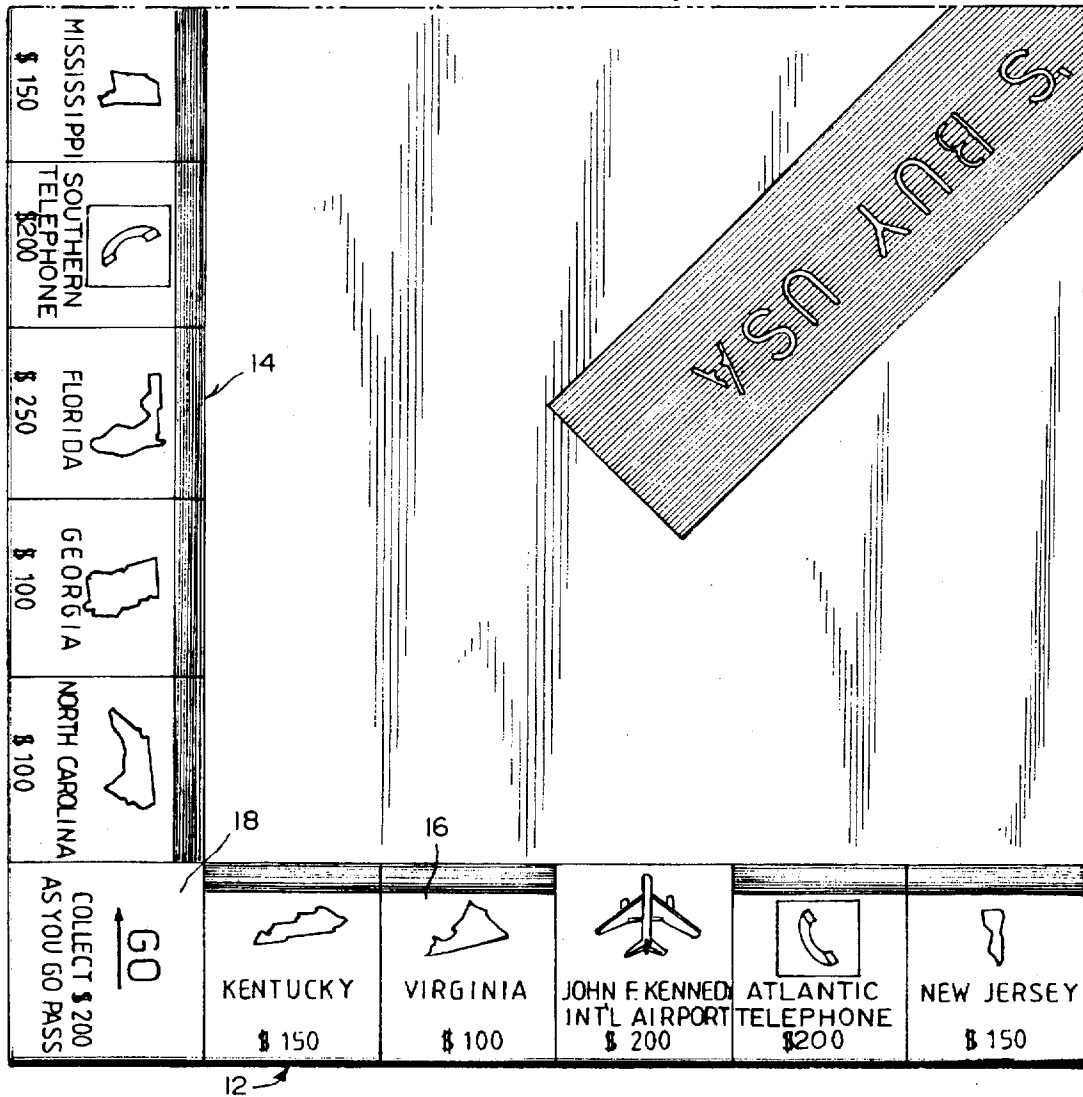 MISSISSIPPI
$ 150
SOUTHERN
TELEPHONE
$200
FLORIDA
$ 250
GEORGIA
$ 100
NORTH CAROLINA
$ 100
GO
COLLECT $ 200
AS YOU GO PASS
KENTUCKY
$ 150
VIRGINIA
$ 100
JOHN F. KENNEDY
INT'L AIRPORT
$ 200
ATLANTIC
TELEPHONE
$200
NEW JERSEY
$ 150
'S BUY USA
14
18
16
12